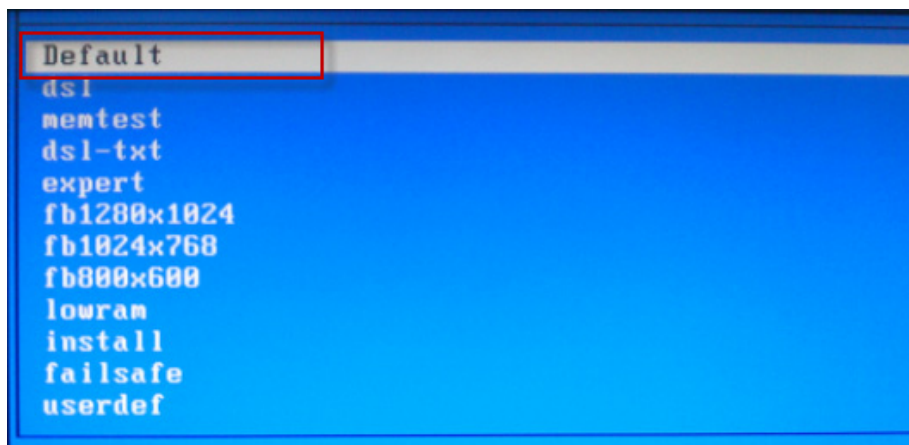 Default
dsl
memtest
dsl-txt
expert
fb1280x1024
fb1024x768
fb800x600
lowram
install
failsafe
userdef